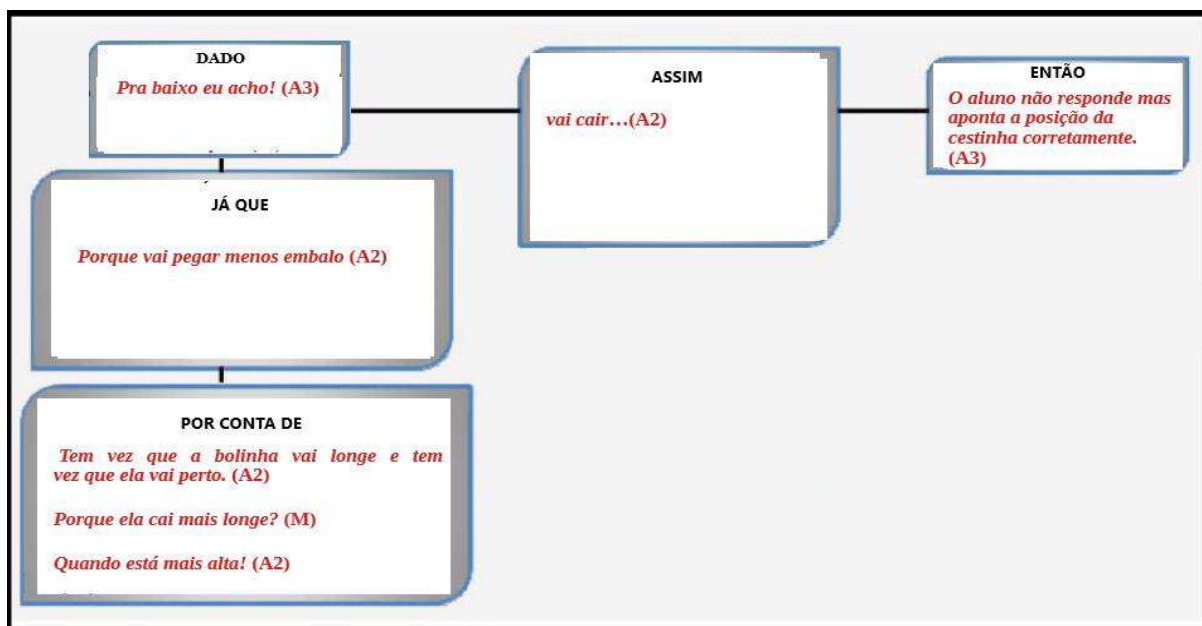 DADO
Pra baixo eu acho! (A3)
ASSIM
vai cair…(A2)
ENTÃO
O aluno não responde mas
aponta a posição da
cestinha corretamente.
(A3)
JÁ QUE
Porque vai pegar menos embalo (A2)
POR CONTA DE
Tem vez que a bolinha vai longe e tem
vez que ela vai perto. (A2)
Porque ela cai mais longe? (M)
Quando está mais alta! (A2)